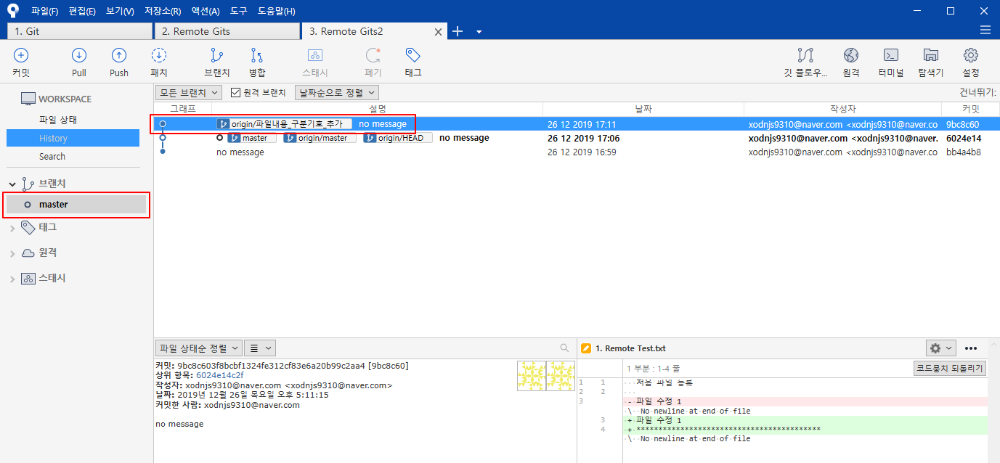 파일(F) 편집(E) 보기(V) 저장소(R) 액션(A) 도구 도움말(H)
1. Git 2. Remote Gits 3. Remote Gits2
커밋 Pull Push 패치 브랜치 병합 스태시 폐기 태그 깃 플로우... 원격 터미널 탐색기 설정
WORKSPACE
파일 상태
History
Search
브랜치
master
태그
원격
스태시
모든 브랜치 원격 브랜치 날짜순으로 정렬 건너뛰기:
그래프 설명 날짜 작성자 커밋
origin/파일내용_구분기호_추가 no message 26 12 2019 17:11 xodnjs9310@naver.com <xodnjs9310@naver.co 9bc8c60
master origin/master origin/HEAD no message 26 12 2019 17:06 xodnjs9310@naver.com <xodnjs9310@naver. 6024e14
no message 26 12 2019 16:59 xodnjs9310@naver.com <xodnjs9310@naver.co bb4a4b8
파일 상태순 정렬
커밋: 9bc8c603f8bcbf1324fe312cf83e6a20b99c2aa4 [9bc8c60]
상위 항목: 6024e14c2f
작성자: xodnjs9310@naver.com <xodnjs9310@naver.com>
날짜: 2019년 12월 26일 목요일 오후 5:11:15
커밋한 사람: xodnjs9310@naver.com
no message
1. Remote Test.txt
1 부분 : 1-4 줄 코드뭉치 되돌리기
1 1 처음 파일 등록
2 2
3 - 파일 수정 1
\ No newline at end of file
3 + 파일 수정 1
4 + ******************************************
\ No newline at end of file